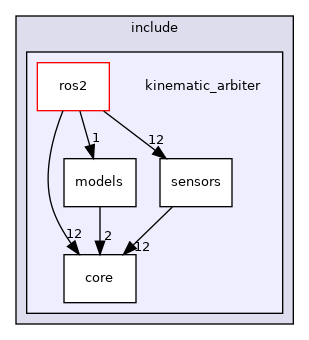 include
ros2
kinematic_arbiter
1
12
models
sensors
12
2
12
core